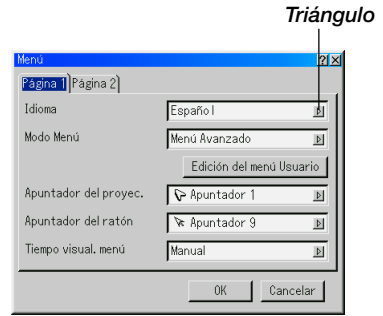 Triángulo
Menú
Página 1 Página 2
Idioma Español
Modo Menú Menú Avanzado
Edición del menú Usuario
Apuntador del proyec. Apuntador 1
Apuntador del ratón Apuntador 9
Tiempo visual. menú Manual
OK Cancelar